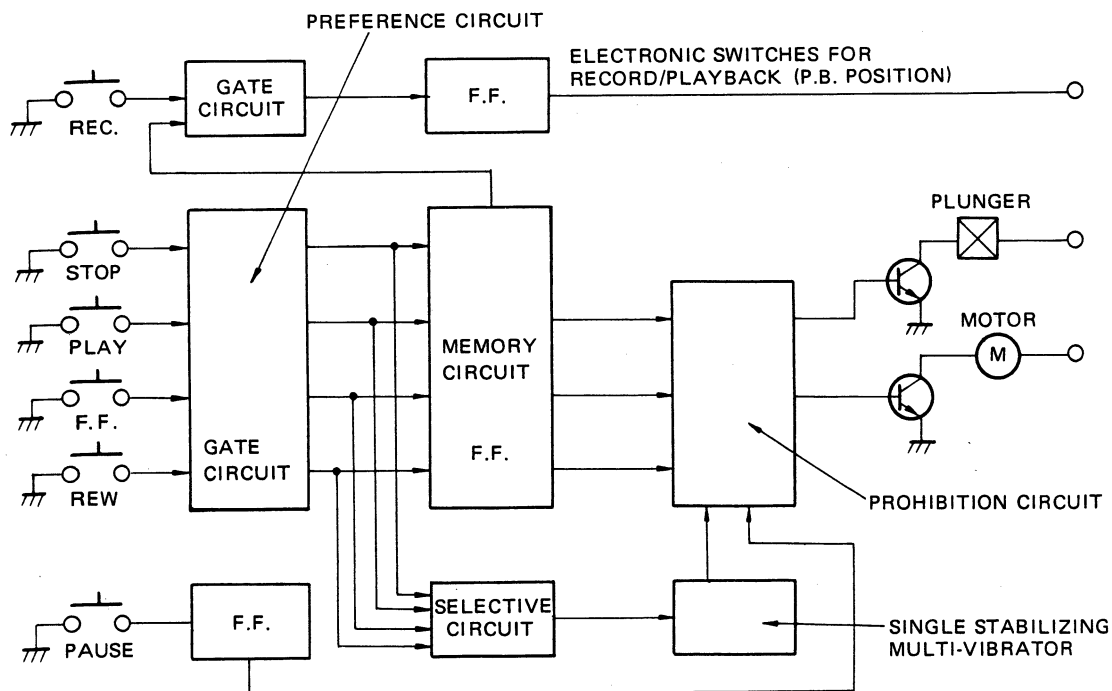 PREFERENCE CIRCUIT
ELECTRONIC SWITCHES FOR
RECORD/PLAYBACK (P.B. POSITION)
GATE
CIRCUIT
F.F.
REC.
PLUNGER
STOP
MOTOR
PLAY
MEMORY
CIRCUIT
M
F.F.
GATE
CIRCUIT
F.F.
REW
PROHIBITION CIRCUIT
SELECTIVE
CIRCUIT
F.F.
PAUSE
SINGLE STABILIZING
MULTI-VIBRATOR